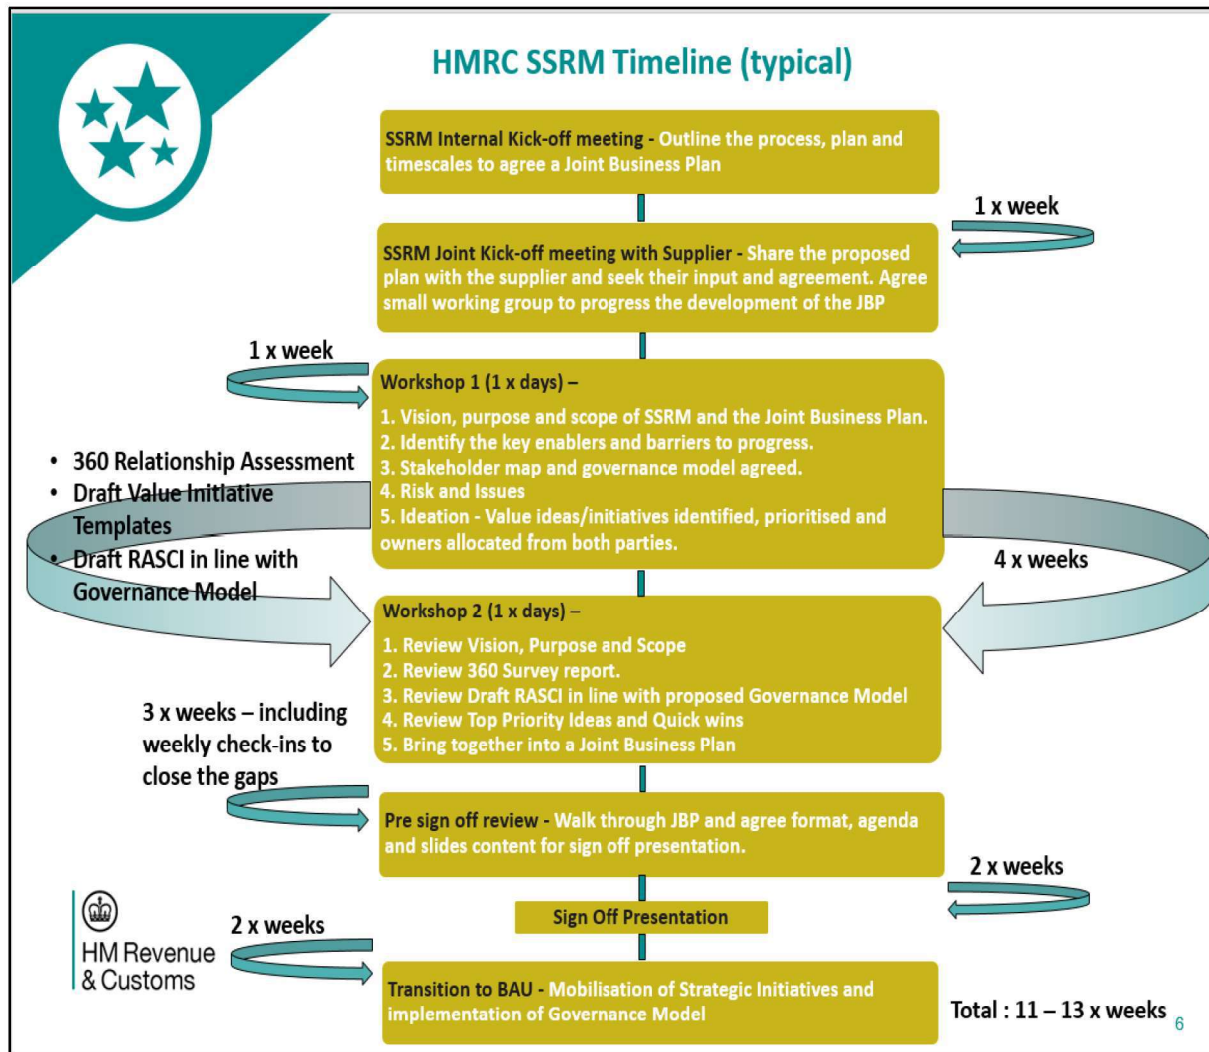 HMRC SSRM Timeline (typical)
SSRM Internal Kick-off meeting - Outline the process, plan and
timescales to agree a Joint Business Plan
1 x week
SSRM Joint Kick-off meeting with Supplier - Share the proposed
plan with the supplier and seek their input and agreement. Agree
small working group to progress the development of the JBP
1 x week
Workshop 1 (1 x days) –
1. Vision, purpose and scope of SSRM and the Joint Business Plan.
2. Identify the key enablers and barriers to progress.
3. Stakeholder map and governance model agreed.
4. Risk and Issues
5. Ideation - Value ideas/initiatives identified, prioritised and
owners allocated from both parties.
• 360 Relationship Assessment
• Draft Value Initiative
Templates
• Draft RASCI in line with
Governance Model
4 x weeks
Workshop 2 (1 x days) –
1. Review Vision, Purpose and Scope
2. Review 360 Survey report.
3. Review Draft RASCI in line with proposed Governance Model
4. Review Top Priority Ideas and Quick wins
5. Bring together into a Joint Business Plan
3 x weeks – including
weekly check-ins to
close the gaps
Pre sign off review - Walk through JBP and agree format, agenda
and slides content for sign off presentation.
2 x weeks
Sign Off Presentation
2 x weeks
HM Revenue
& Customs
Transition to BAU - Mobilisation of Strategic Initiatives and
implementation of Governance Model
Total : 11 – 13 x weeks
6